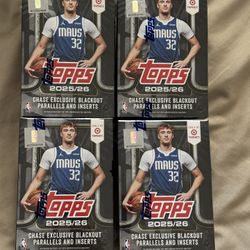 MAVS
32
TOPPS
2025/26
CHASE EXCLUSIVE BLACKOUT
PARALLELS AND INSERTS
MAVS
32
TOPPS
2025/26
CHASE EXCLUSIVE BLACKOUT
PARALLELS AND INSERTS
MAVS
32
TOPPS
2025/26
CHASE EXCLUSIVE BLACKOUT
PARALLELS AND INSERTS
MAVS
32
TOPPS
2025/26
CHASE EXCLUSIVE BLACKOUT
PARALLELS AND INSERTS